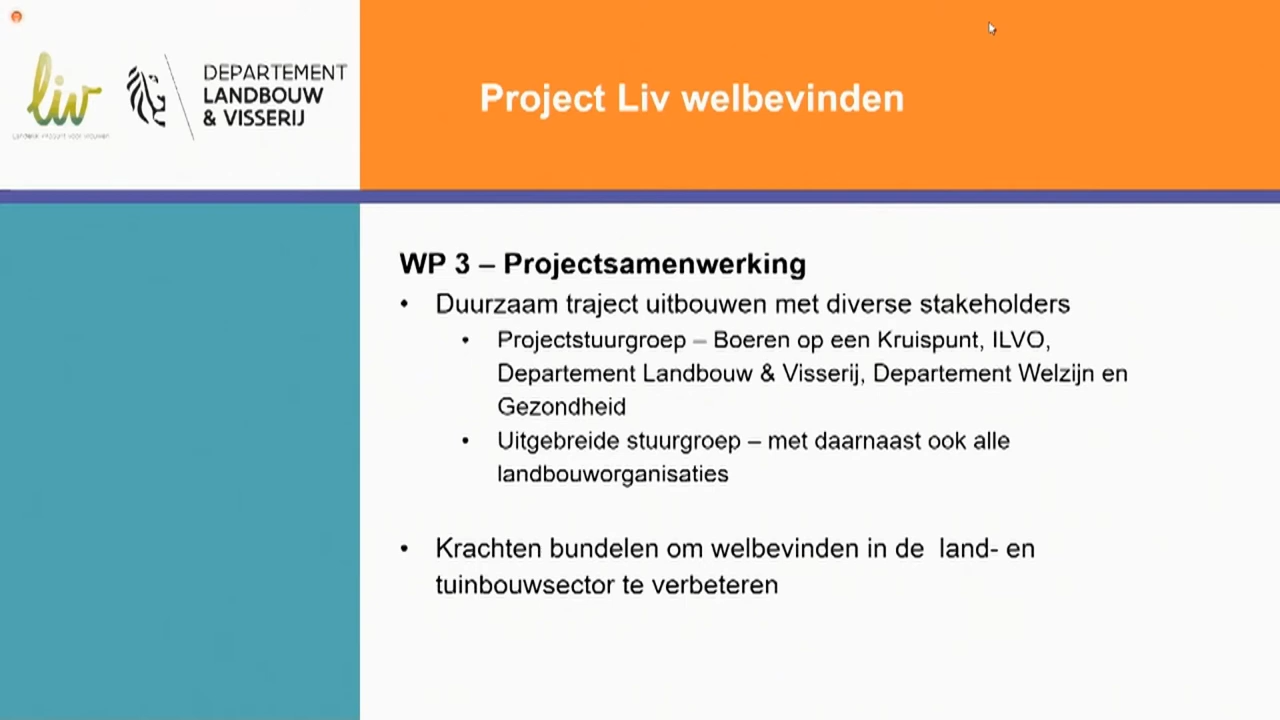 liv
DEPARTEMENT
LANDBOUW
& VISSERIJ
Project Liv welbevinden
WP 3 – Projectsamenwerking
• Duurzaam traject uitbouwen met diverse stakeholders
• Projectstuurgroep – Boeren op een Kruispunt, ILVO,
Departement Landbouw & Visserij, Departement Welzijn en
Gezondheid
• Uitgebreide stuurgroep – met daarnaast ook alle
landbouworganisaties
• Krachten bundelen om welbevinden in de land- en
tuinbouwsector te verbeteren